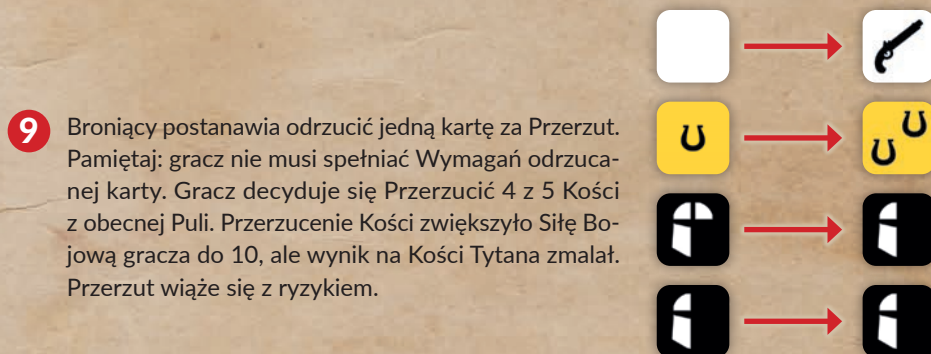 9 Broniący postanawia odrzucić jedną kartę za Przerzut.
Pamiętaj: gracz nie musi spełniać Wymagań odrzuca-
nej karty. Gracz decyduje się Przerzucić 4 z 5 Kości
z obecnej Puli. Przerzucenie Kości zwiększyło Siłę Bo-
jową gracza do 10, ale wynik na Kości Tytana zmalał.
Przerzut wiąże się z ryzykiem.